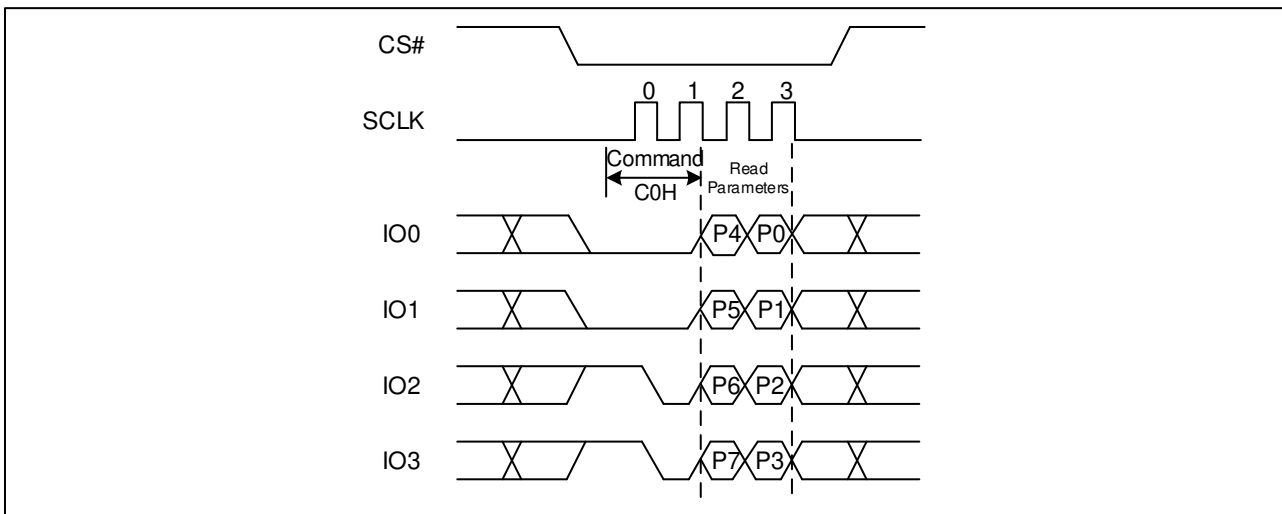 CS#
0 1 2 3
SCLK
Command
C0H
Read
Parameters
IO0 P4 P0
IO1 P5 P1
IO2 P6 P2
IO3 P7 P3